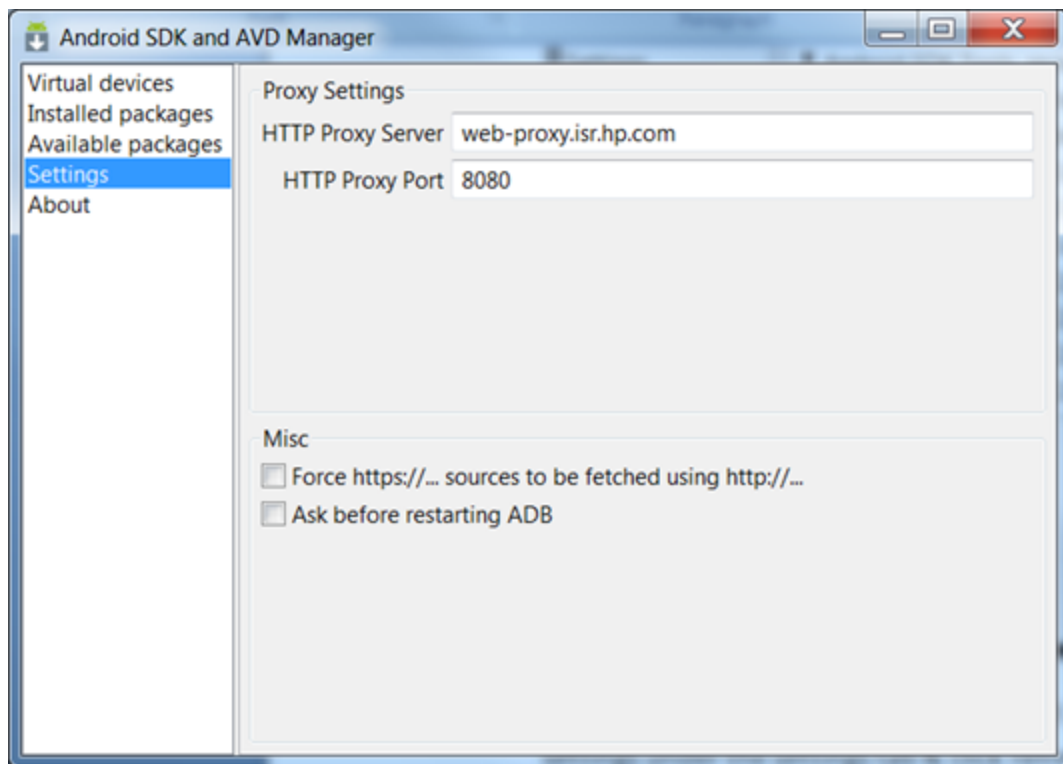 Android SDK and AVD Manager
Virtual devices
Installed packages
Available packages
Settings
About
Proxy Settings
HTTP Proxy Server web-proxy.isr.hp.com
HTTP Proxy Port 8080
Misc
Force https://... sources to be fetched using http://...
Ask before restarting ADB